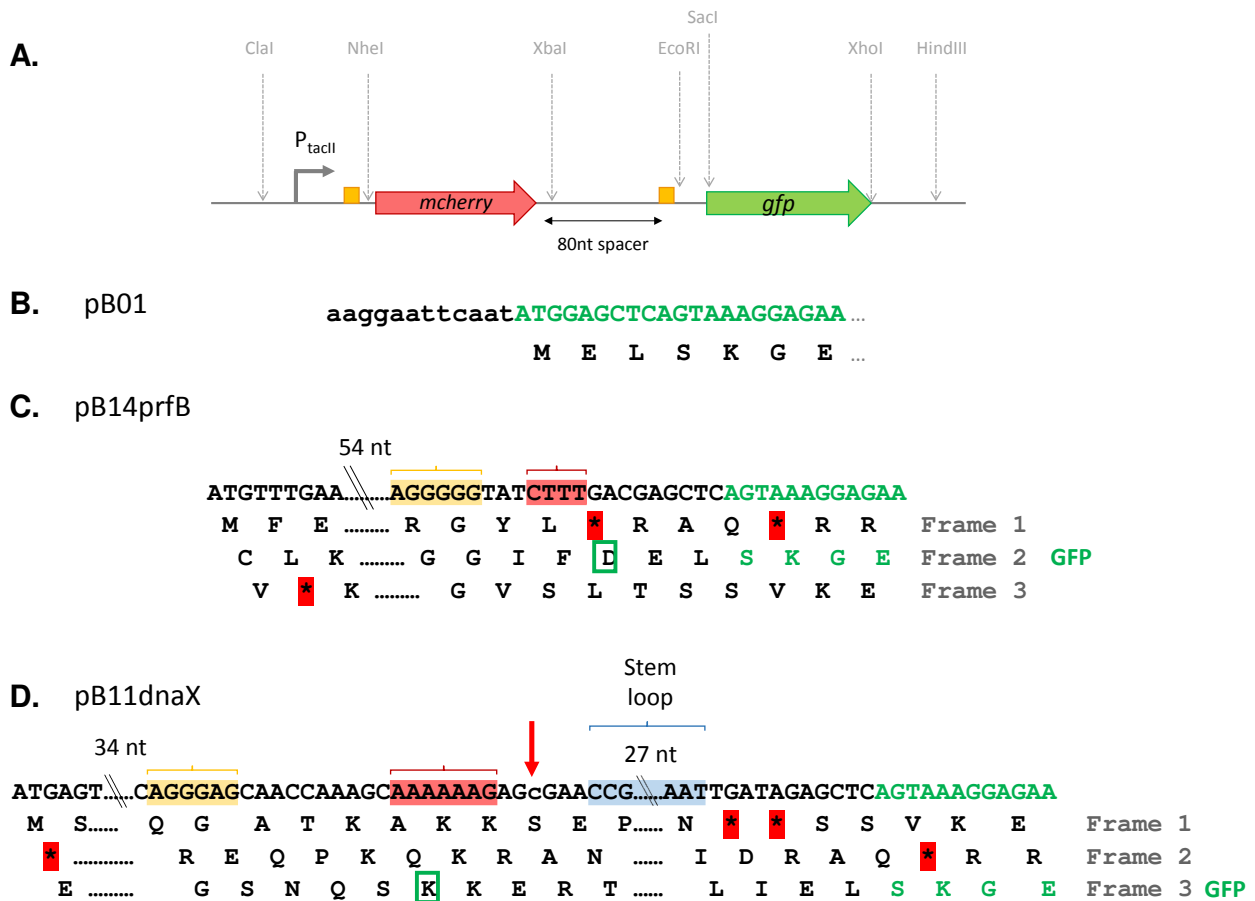 A.
SacI
ClaI NheI XbaI EcoRI XhoI HindIII
PtacII
mcherry gfp
80nt spacer
B. pB01
aaggaattcaatATGGAGCTCAGTAAAGGAGAA ...
M E L S K G E ...
C. pB14prfB
54 nt
ATGTTTGAA.........AGGGGGTATCTTTGACGAGCTCAGTAAAGGAGAA
M F E ......... R G Y L * R A Q * R R Frame 1
C L K ......... G G I F D E L S K G E Frame 2 GFP
V * K ......... G V S L T S S V K E Frame 3
Stem
loop
D. pB11dnaX
34 nt 27 nt
ATGAGT......CAGGGAGCAACCAAAGCAAAAAAGAGcGAACCG......AATTGATAGAGCTCAGTAAAGGAGAA
M S...... Q G A T K A K K S E P...... N * * S S V K E Frame 1
* ............ R E Q P K Q K R A N ...... I D R A Q * R R Frame 2
E ...... G S N Q S K K E R T ...... L I E L S K G E Frame 3 GFP